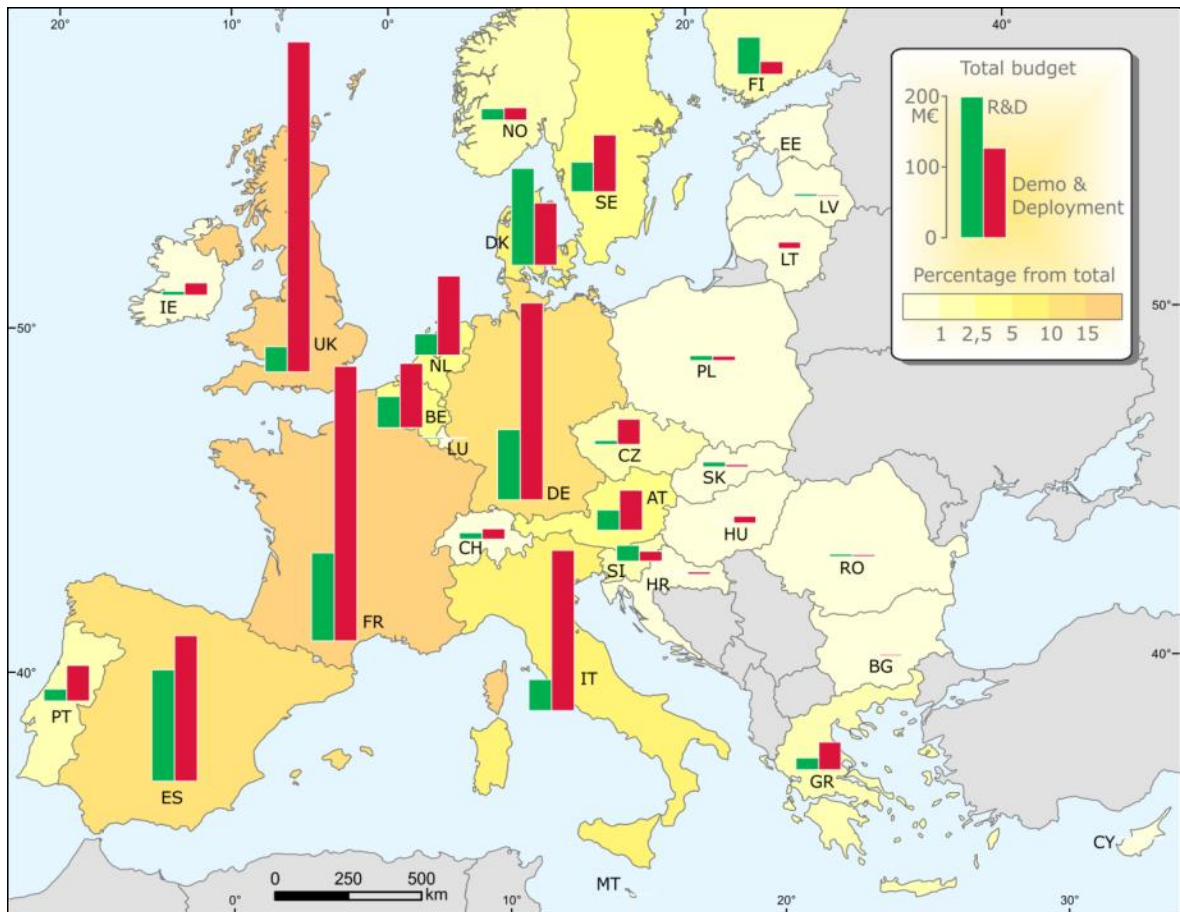 20°
10°
0°
20°
40°
FI
Total budget
200
M€
R&D
100
Demo &
Deployment
0
Percentage from total
1 2,5 5 10 15
NO
EE
SE
LV
DK
LT
IE
50°
50°
UK
NL
PL
BE
LU
CZ
SK
DE
AT
HU
CH
SI
HR
RO
FR
40°
40°
BG
IT
PT
GR
ES
CY
MT
0 250 500
km
0°
10°
20°
30°